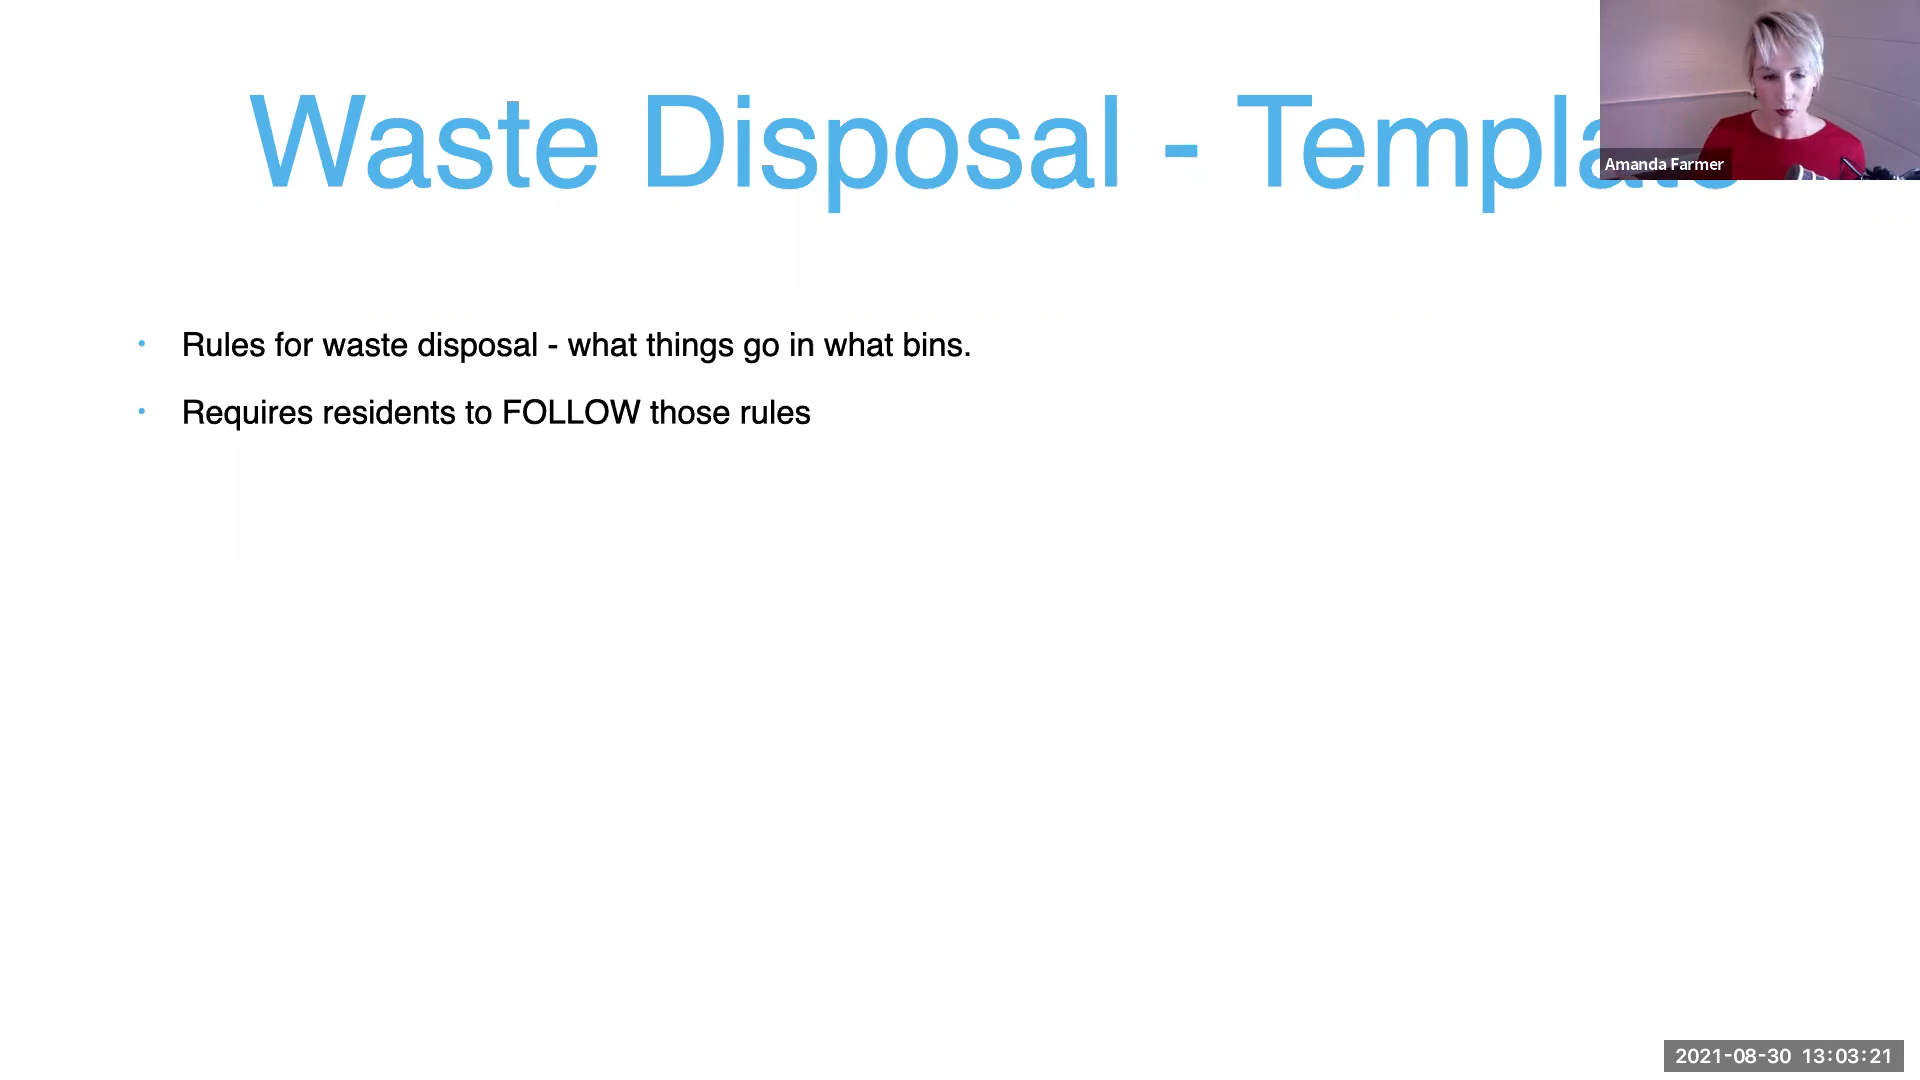 Waste Disposal - Template
Amanda Farmer
Rules for waste disposal - what things go in what bins.
Requires residents to FOLLOW those rules
2021-08-30 13:03:21